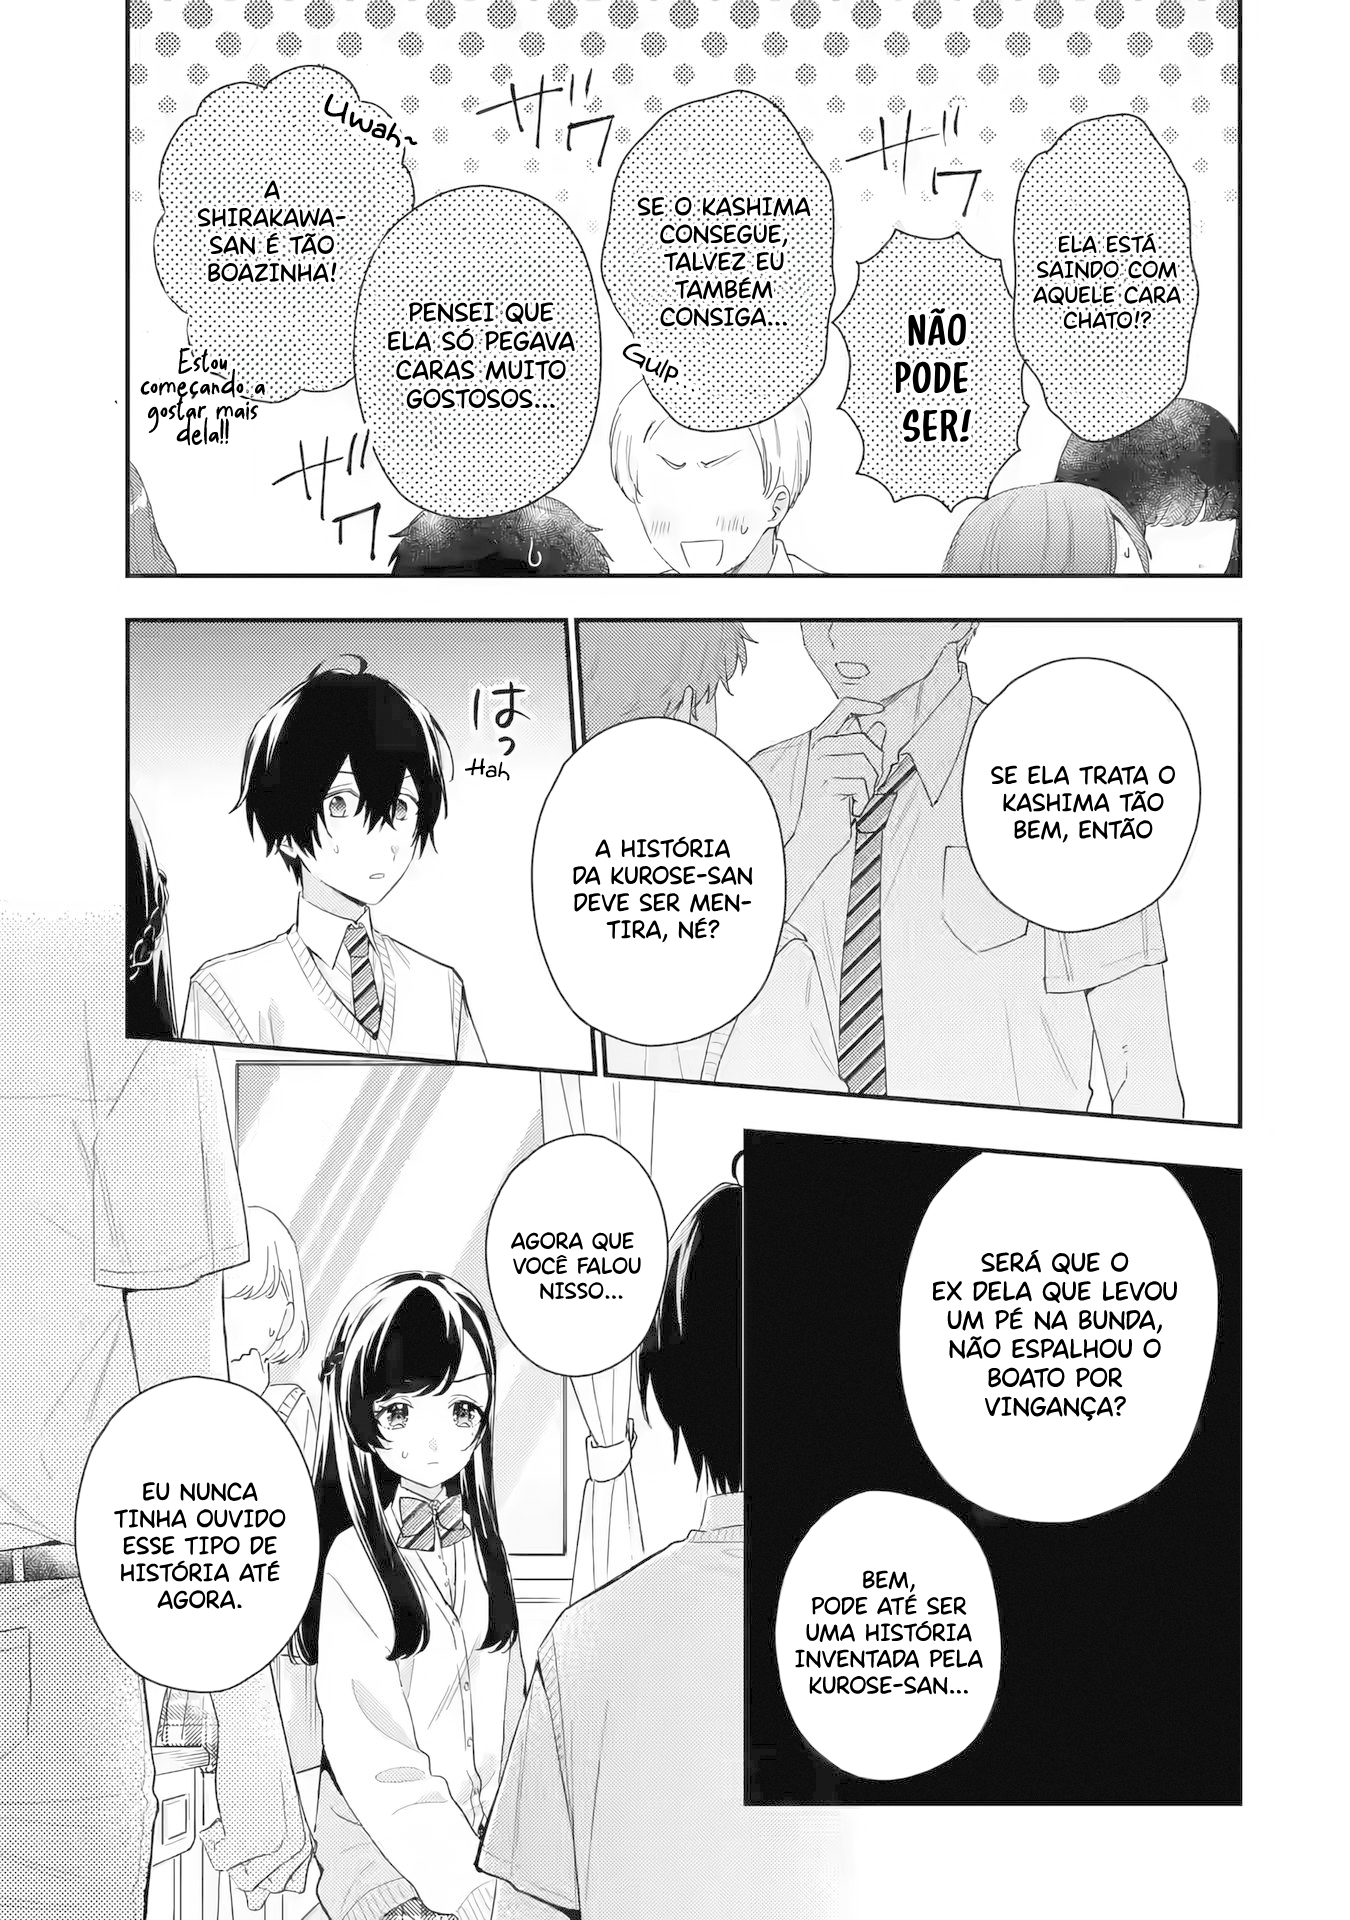 ELA ESTÁ
SAINDO COM
AQUELE CARA
CHATO!?
NÃO
PODE
SER!
ザワ
SE O KASHIMA
CONSEGUE,
TALVEZ EU
TAMBÉM
CONSIGA...
Gulp...
ザワ
PENSEI QUE
ELA SÓ PEGAVA
CARAS MUITO
GOSTOSOS...
Uwah~
A
SHIRAKAWA-
SAN É TÃO
BOAZINHA!
Estou
começando a
gostar mais
dela!!
ザワ
SE ELA TRATA O
KASHIMA TÃO
BEM, ENTÃO
A HISTÓRIA
DA KUROSE-SAN
DEVE SER MEN-
TIRA, NÉ?
はっ
Hah
SERÁ QUE O
EX DELA QUE LEVOU
UM PÉ NA BUNDA,
NÃO ESPALHOU O
BOATO POR
VINGANÇA?
BEM,
PODE ATÉ SER
UMA HISTÓRIA
INVENTADA PELA
KUROSE-SAN...
AGORA QUE
VOCÊ FALOU
NISSO...
EU NUNCA
TINHA OUVIDO
ESSE TIPO DE
HISTÓRIA ATÉ
AGORA.